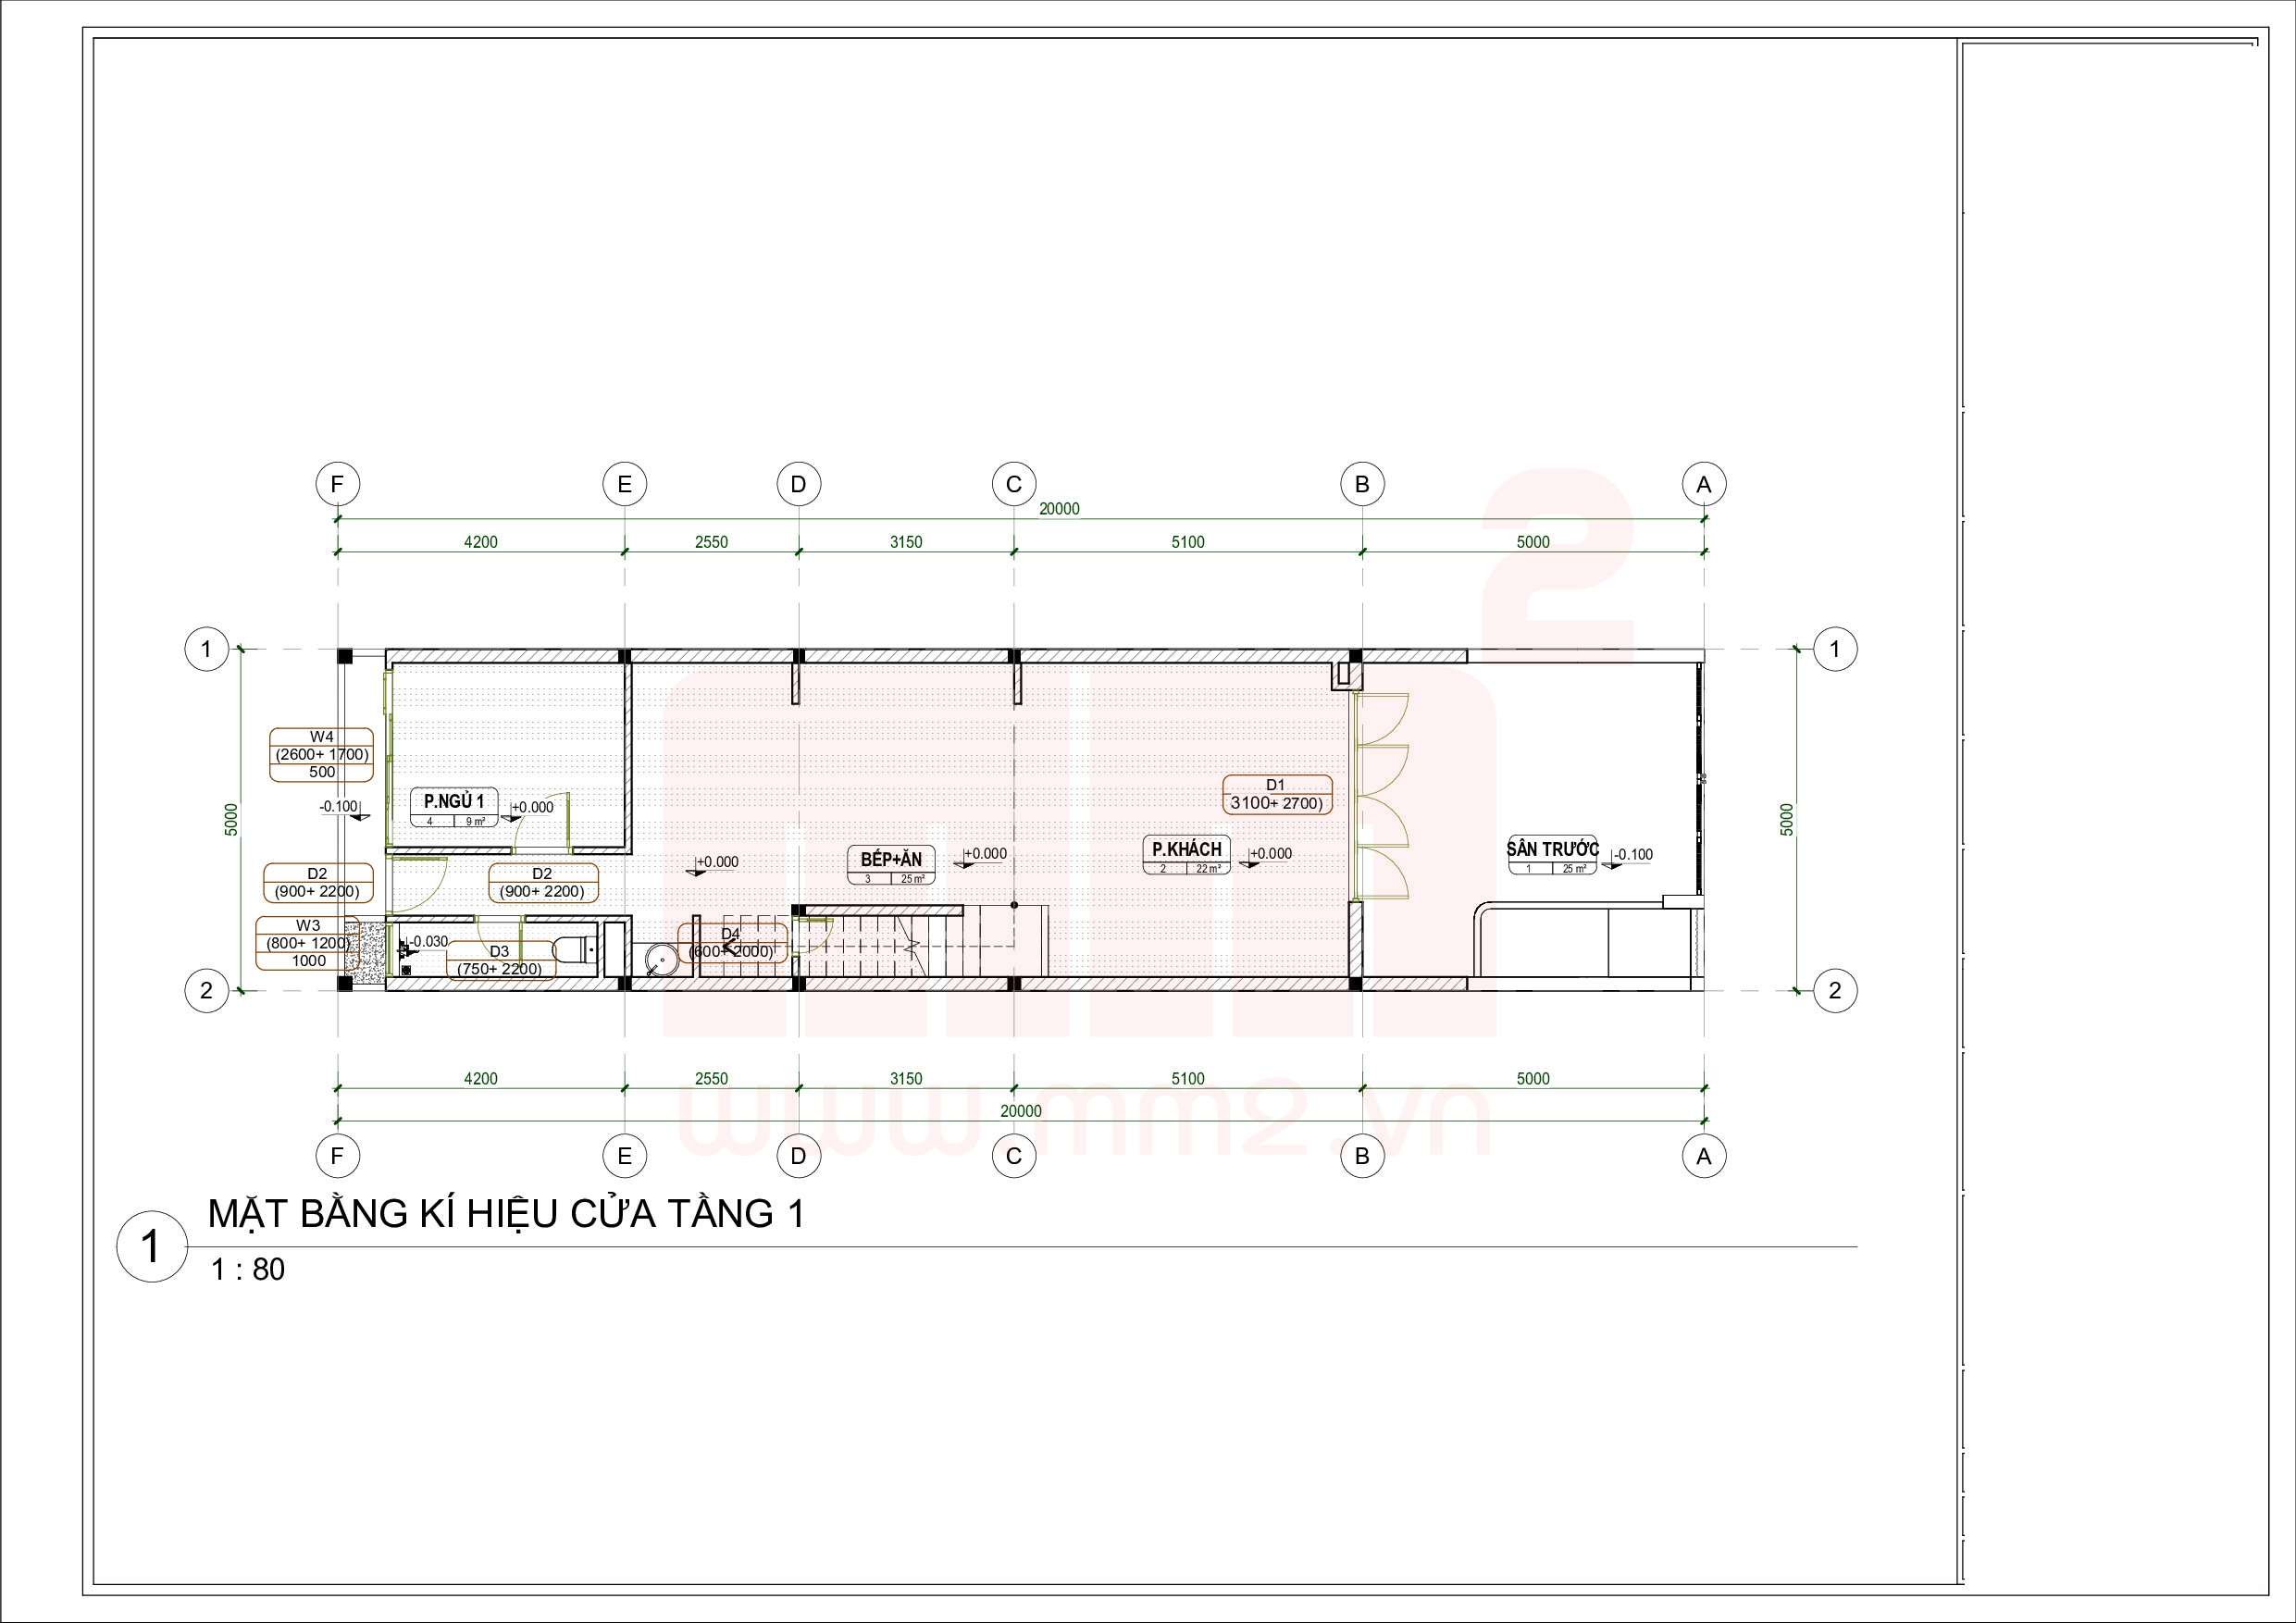 F E D C B A
20000
4200 2550 3150 5100 5000
1 1
5000 5000
W4
(2600+ 1700)
500
-0.100
P.NGỦ 1
4 9 m²
+0.000
D1
3100+ 2700)
+0.000
BẾP+ĂN
3 25 m²
+0.000
P.KHÁCH
2 22 m²
+0.000
SÂN TRƯỚC
1 25 m²
-0.100
D2
(900+ 2200)
D2
(900+ 2200)
W3
(800+ 1200)
1000
-0.030
D3
(750+ 2200)
D4
(600+ 2000)
2 2
mm2
4200 2550 3150 5100 5000
20000
www.mm2.vn
F E D C B A
1
MẶT BẰNG KÍ HIỆU CỬA TẦNG 1
1 : 80